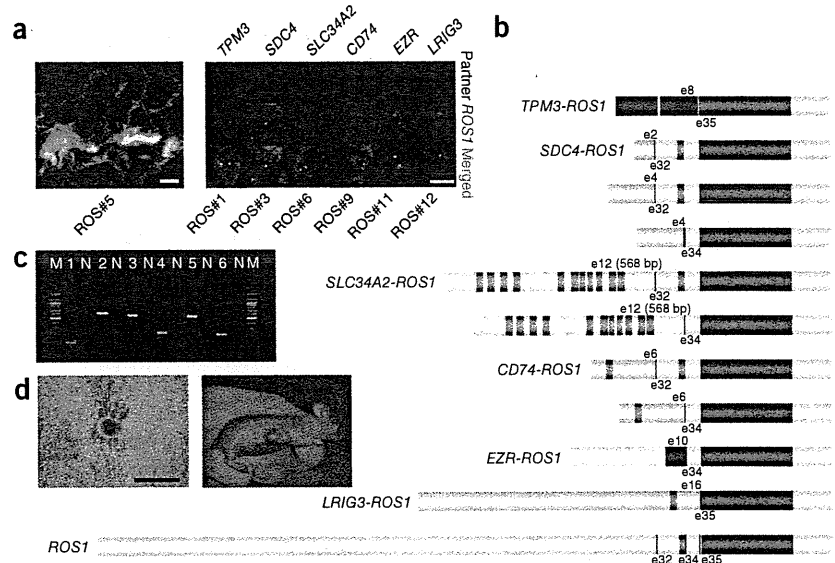 a
TPM3 SDC4 SLC34A2 CD74 EZR LRIG3
Partner ROS1 Merged
ROS#5 ROS#1 ROS#3 ROS#6 ROS#9 ROS#11 ROS#12
b
e8
TPM3-ROS1
e35
e2
SDC4-ROS1
e32
e4
e32
e4
e34
e12 (568 bp)
SLC34A2-ROS1
e32
e12 (568 bp)
e34
e6
CD74-ROS1
e32
e6
e34
e10
EZR-ROS1
e34
e16
LRIG3-ROS1
e35
ROS1
e32 e34 e35
c
M 1 N 2 N 3 N 4 N 5 N 6 N M
d